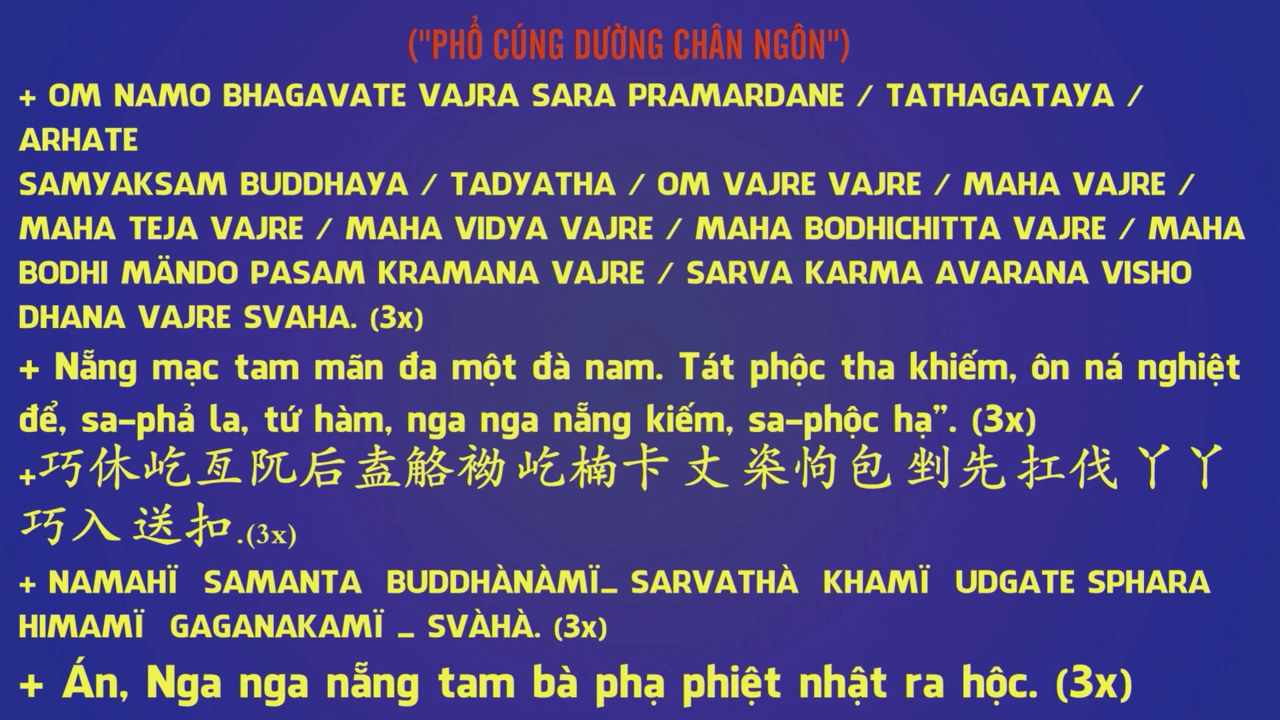 ("PHỔ CÚNG DƯỜNG CHÂN NGÔN")
+ OM NAMO BHAGAVATE VAJRA SARA PRAMARDANE / TATHAGATAYA /
ARHATE
SAMYAKSAM BUDDHAYA / TADYATHA / OM VAJRE VAJRE / MAHA VAJRE /
MAHA TEJA VAJRE / MAHA VIDYA VAJRE / MAHA BODHICHITTA VAJRE / MAHA
BODHI MÄNDO PASAM KRAMANA VAJRE / SARVA KARMA AVARANA VISHO
DHANA VAJRE SVAHA. (3x)
+ Nẵng mạc tam mãn đa một đà nam. Tát phộc tha khiếm, ôn ná nghiệt
để, sa-phả la, tứ hàm, nga nga nẵng kiếm, sa-phộc hạ”. (3x)
+巧休屹亙阢后盍觡袎屹楠卡丈栥怐包剉先扛伐丫丫
巧入送扣.(3x)
+ NAMAHÏ SAMANTA BUDDHÀNÀMÏ_ SARVATHÀ KHAMÏ UDGATE SPHARA
HIMAMÏ GAGANAKAMÏ _ SVÀHÀ. (3x)
+ Án, Nga nga nẵng tam bà phạ phiệt nhật ra hộc. (3x)